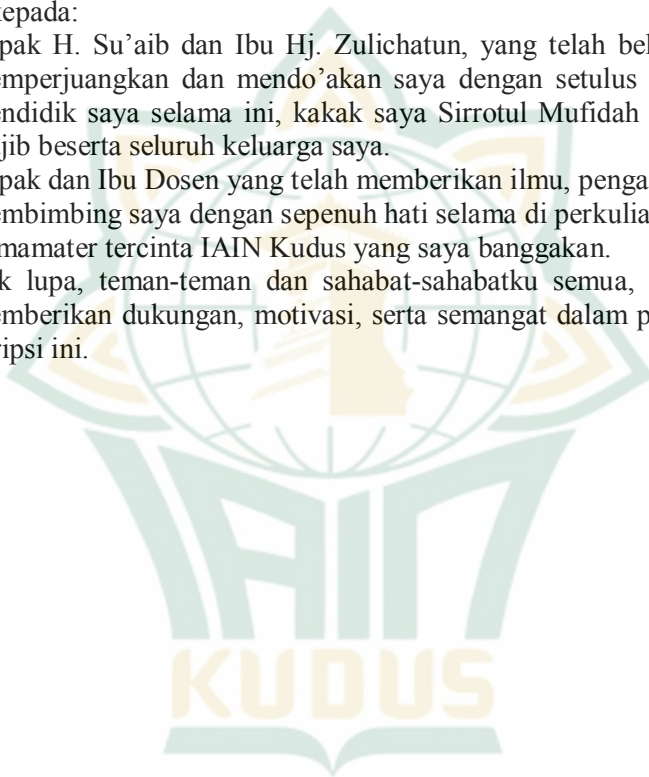 kepada:
pak H. Su'aib dan Ibu Hj. Zulichatun, yang telah bel
emperjuangkan dan mendo'akan saya dengan setulus
endidik saya selama ini, kakak saya Sirrotul Mufidah
jib beserta seluruh keluarga saya.
pak dan Ibu Dosen yang telah memberikan ilmu, penga
embimbing saya dengan sepenuh hati selama di perkulia
mamater tercinta IAIN Kudus yang saya banggakan.
k lupa, teman-teman dan sahabat-sahabatku semua,
emberikan dukungan, motivasi, serta semangat dalam p
ripsi ini.
IAIN
KUDUS